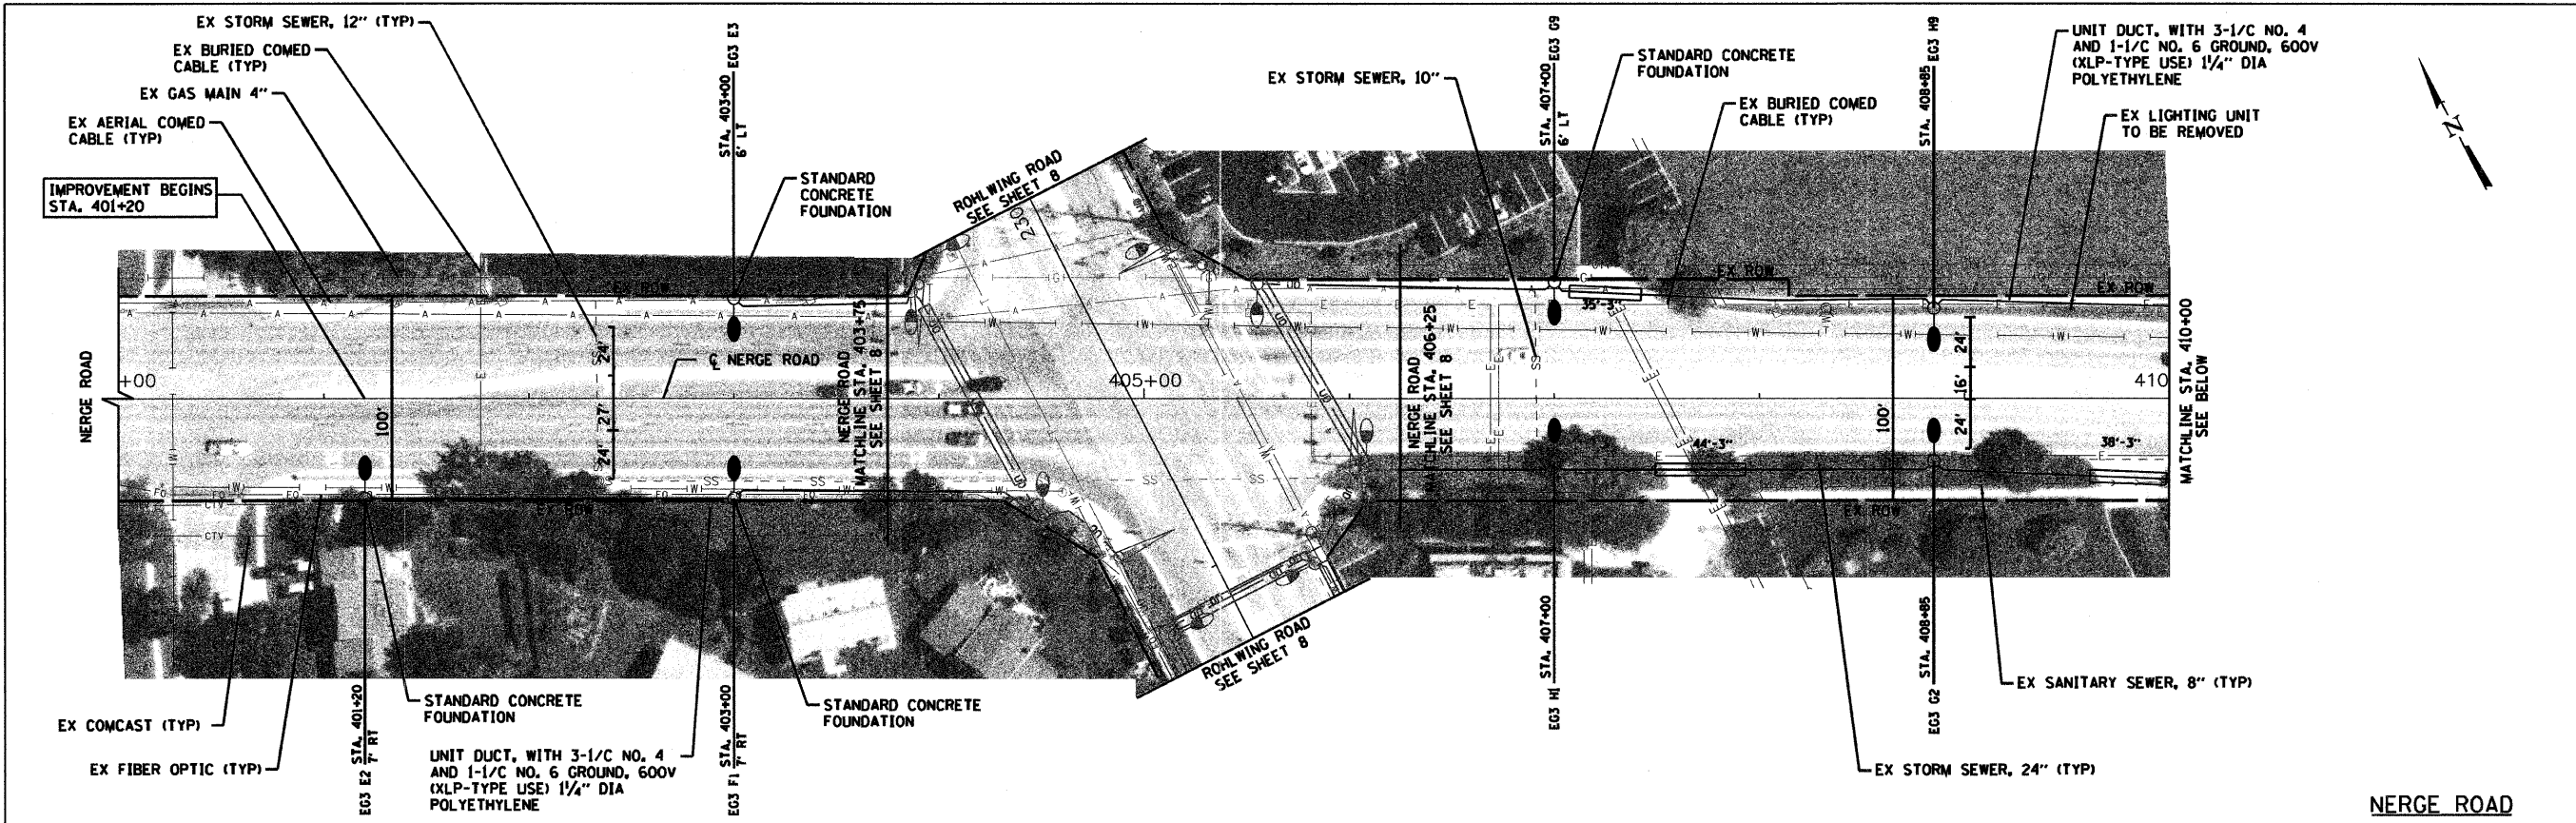 EX STORM SEWER, 12" (TYP)
EX BURIED COMED
CABLE (TYP)
EX GAS MAIN 4"
EX AERIAL COMED
CABLE (TYP)
IMPROVEMENT BEGINS
STA. 401+20
STA. 403+00 EG3 E3
6' LT
STANDARD
CONCRETE
FOUNDATION
ROHLWING ROAD
SEE SHEET 8
230
EX STORM SEWER, 10"
STA. 407+00 EG3 G9
6' LT
STANDARD CONCRETE
FOUNDATION
EX BURIED COMED
CABLE (TYP)
STA. 408+85 EG3 H9
UNIT DUCT, WITH 3-1/C NO. 4
AND 1-1/C NO. 6 GROUND, 600V
(XLP-TYPE USE) 1¼" DIA
POLYETHYLENE
EX LIGHTING UNIT
TO BE REMOVED
N
EX ROW
EX ROW
EX ROW
35'-3"
NERGE ROAD
+00
100'
24'
27'
24'
℄ NERGE ROAD
NERGE ROAD
MATCHLINE STA. 403+75
SEE SHEET 8
405+00
NERGE ROAD
MATCHLINE STA. 406+25
SEE SHEET 8
44'-3"
100'
24'
16'
24'
38'-3"
410
MATCHLINE STA. 410+00
SEE BELOW
EX ROW
EX ROW
ROHLWING ROAD
SEE SHEET 8
EX COMCAST (TYP)
EX FIBER OPTIC (TYP)
EG3 E2 STA. 401+20
7' RT
STANDARD CONCRETE
FOUNDATION
UNIT DUCT, WITH 3-1/C NO. 4
AND 1-1/C NO. 6 GROUND, 600V
(XLP-TYPE USE) 1¼" DIA
POLYETHYLENE
EG3 F1 STA. 403+00
7' RT
STANDARD CONCRETE
FOUNDATION
EG3 H1 STA. 407+00
EG3 G2 STA. 408+85
EX SANITARY SEWER, 8" (TYP)
EX STORM SEWER, 24" (TYP)
NERGE ROAD